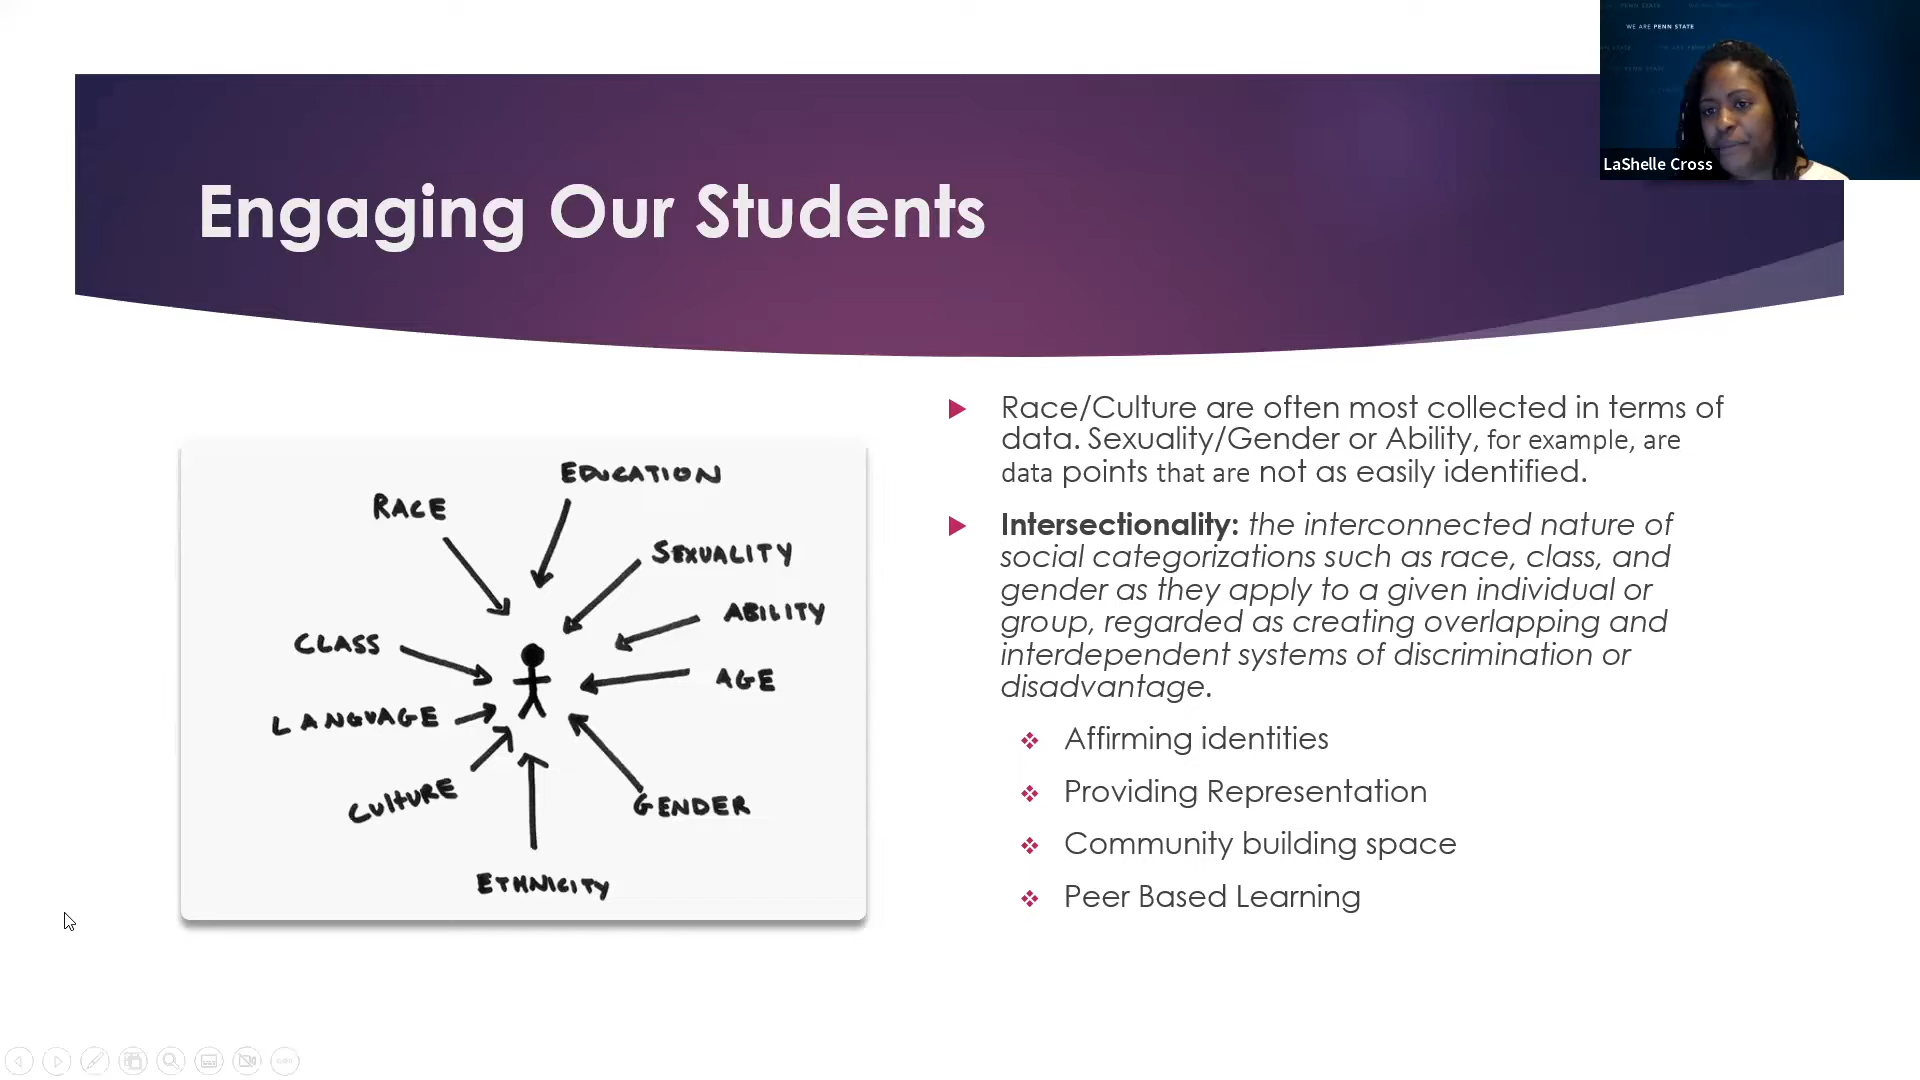 WE ARE PENN STATE
LaShelle Cross
Engaging Our Students
Race/Culture are often most collected in terms of
data. Sexuality/Gender or Ability, for example, are
data points that are not as easily identified.
Intersectionality: the interconnected nature of
social categorizations such as race, class, and
gender as they apply to a given individual or
group, regarded as creating overlapping and
interdependent systems of discrimination or
disadvantage.
Affirming identities
Providing Representation
Community building space
Peer Based Learning
EDUCATION
RACE
SEXUALITY
ABILITY
CLASS
AGE
LANGUAGE
CULTURE
GENDER
ETHNICITY